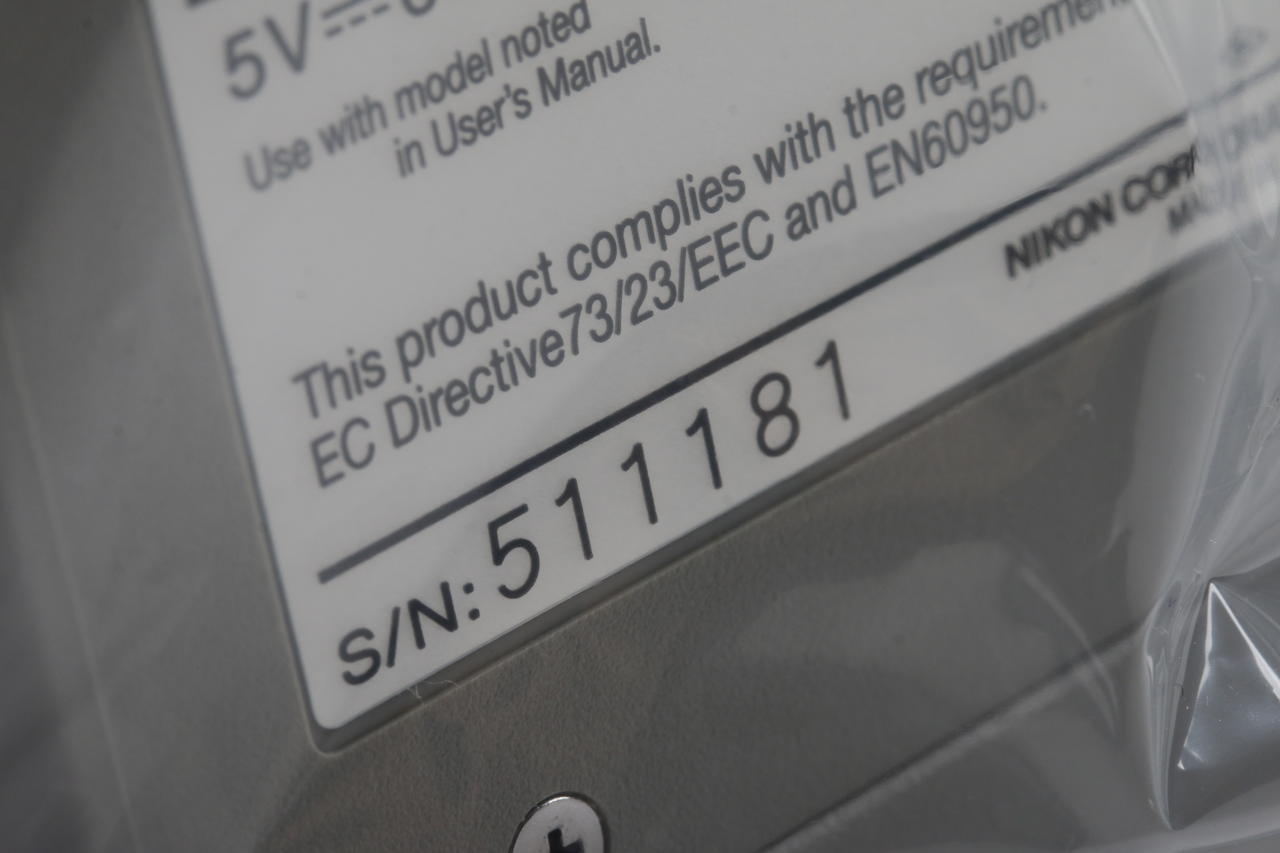 5V
Use with model noted
in User's Manual.
This product complies with the
EC Directive73/23/EEC and EN60950.
NIKON
S/N: 511181